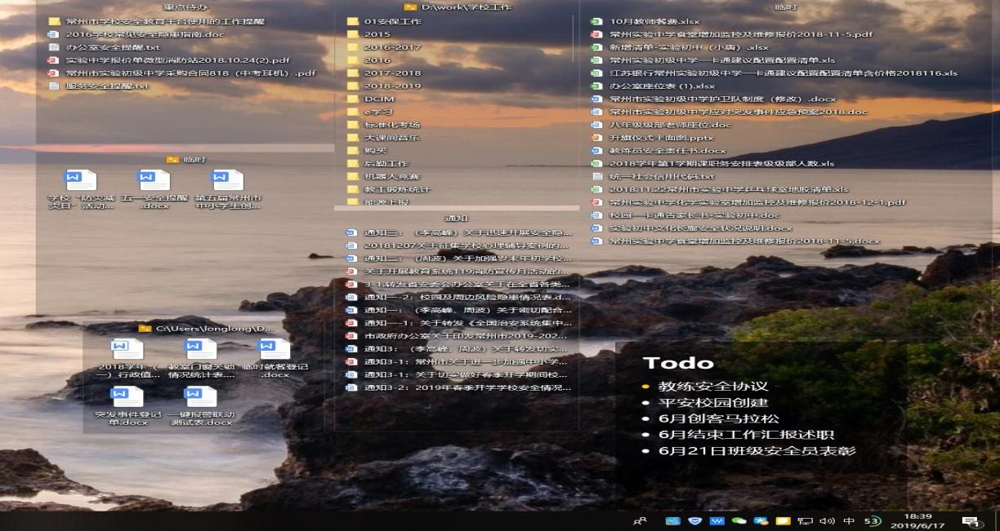 重点待办
常州市学校安全教育平台使用的工作提醒
2016学校常见安全隐患指南.doc
办公室安全提醒.txt
实验中学报价单微型消防站2018.10.24(2).pdf
常州市实验初级中学采购合同818（中考耳机）.pdf
服务安全提醒.txt
临时
学校“防灾减灾日”活动...
五一安全提醒.docx
第五届常州市中小学生创...
C:\Users\longlong\D...
2018学年（一）行政值...
教室门窗关锁情况统计表....
临时就餐登记.docx
突发事件登记单.docx
一键报警联动测试表.docx
D:\work\学校工作
01安保工作
2015
2016-2017
2016
2017-2018
2018-2019
DCIM
e学习
标准化考场
大课间音乐
购买
后勤工作
机器人竞赛
教工锻炼统计
能源上报
通知
通知三：（李高峰）关于迅速开展安全隐...
20181207关于征集学校心理辅导案例的...
通知二：（周波）关于加强岁末年初学校...
关于开展教育系统119消防宣传月活动的...
3-1.转发省安委会办公室关于在全省各类...
通知一-2：校园及周边风险隐患情况表.d...
通知一：（李高峰、周波）关于密切配合...
通知一-1：关于转发《全国治安系统集中...
市政府办公室关于印发常州市2019-202...
通知3：（李高峰、周波）关于转发切实...
通知3-1：常州市关于进一步加强中小学...
通知3-1：关于切实做好春季开学期间校...
通知3-2：2019年春季开学学校安全情况...
临时
10月教师餐费.xlsx
常州实验中学食堂增加监控及维修报价2018-11-5.pdf
新增清单-实验初中（小唐）.xlsx
常州实验初级中学一卡通建议配置配置清单.xls
江苏银行常州实验初级中学一卡通建议配置配置清单含价格2018116.xls
办公室座位表 (1).xlsx
常州市实验初级中学护卫队制度（修改）.docx
常州市实验初级中学应对突发事件应急预案2018.doc
八年级级部老师座位.doc
升旗仪式平面图.pptx
教练员安全责任书.docx
2018学年第1学期课职务安排表级级部人数.xls
统一社会信用代码.txt
2018.11.22常州市实验中学乒乓球室地胶清单.xls
常州实验中学化学实验室增加监控及维修报价2018-12-1.pdf
校园一卡通告家长书-实验初中.doc
实验初中文化长廊安全状况说明.docx
常州实验中学食堂增加监控及维修报价2018-11-5.docx
Todo
教练安全协议
平安校园创建
6月创客马拉松
6月结束工作汇报述职
6月21日班级安全员表彰
中 53 18:39
2019/6/17
1